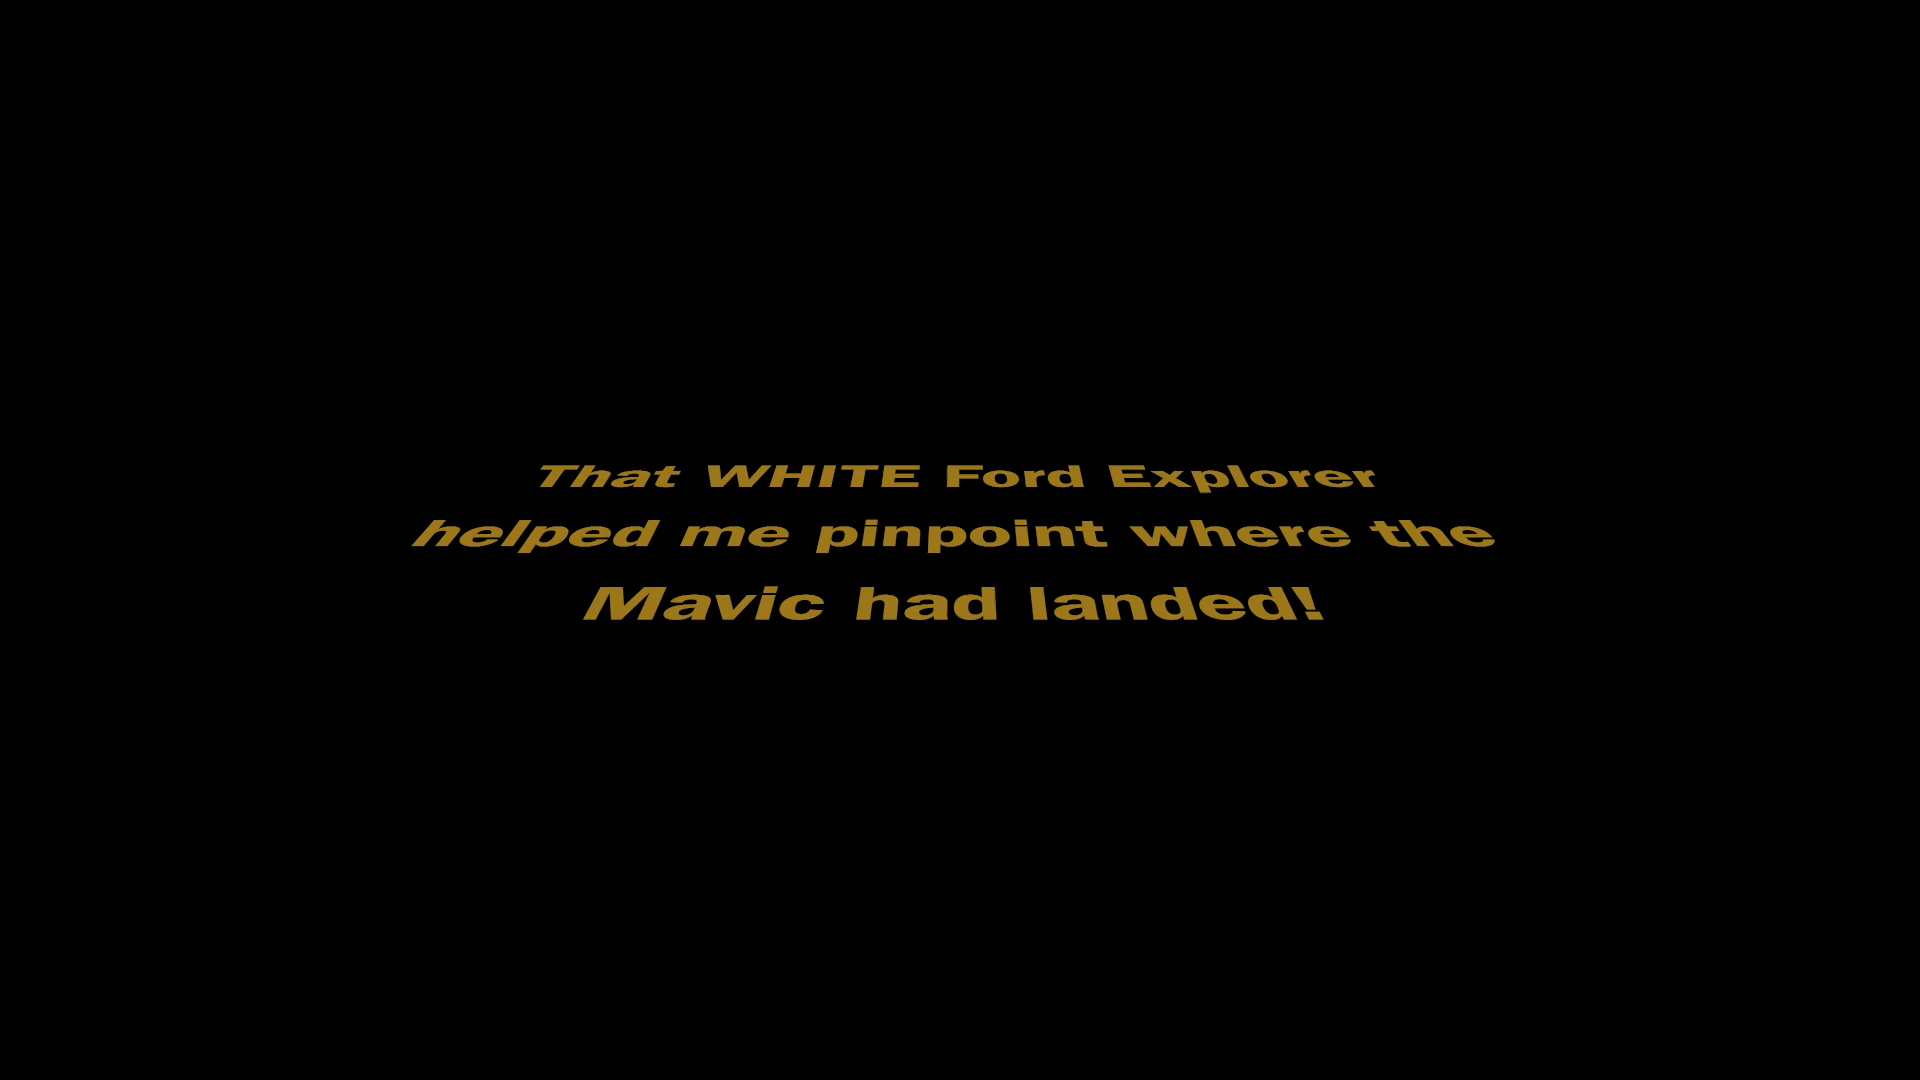 That WHITE Ford Explorer
helped me pinpoint where the
Mavic had landed!